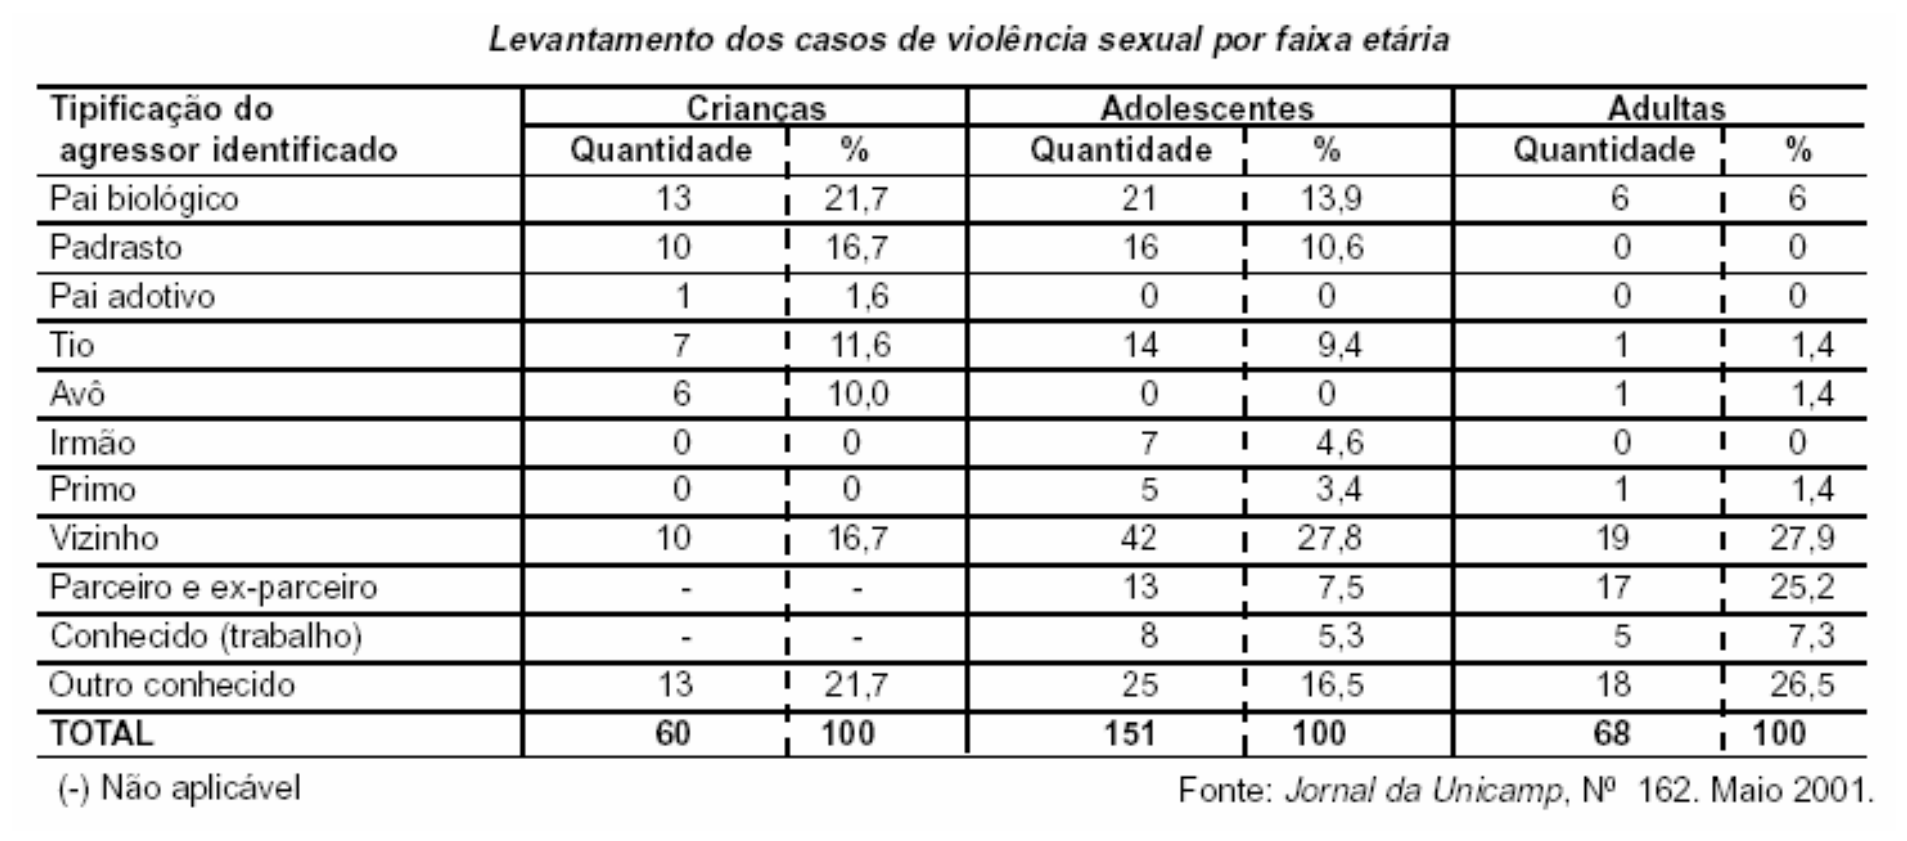 Levantamento dos casos de violência sexual por faixa etária
Tipificação do agressor identificado Crianças Adolescentes Adultas
Quantidade % Quantidade % Quantidade %
Pai biológico 13 21,7 21 13,9 6 6
Padrasto 10 16,7 16 10,6 0 0
Pai adotivo 1 1,6 0 0 0 0
Tio 7 11,6 14 9,4 1 1,4
Avô 6 10,0 0 0 1 1,4
Irmão 0 0 7 4,6 0 0
Primo 0 0 5 3,4 1 1,4
Vizinho 10 16,7 42 27,8 19 27,9
Parceiro e ex-parceiro - - 13 7,5 17 25,2
Conhecido (trabalho) - - 8 5,3 5 7,3
Outro conhecido 13 21,7 25 16,5 18 26,5
TOTAL 60 100 151 100 68 100
(-) Não aplicável Fonte: Jornal da Unicamp, Nº 162. Maio 2001.